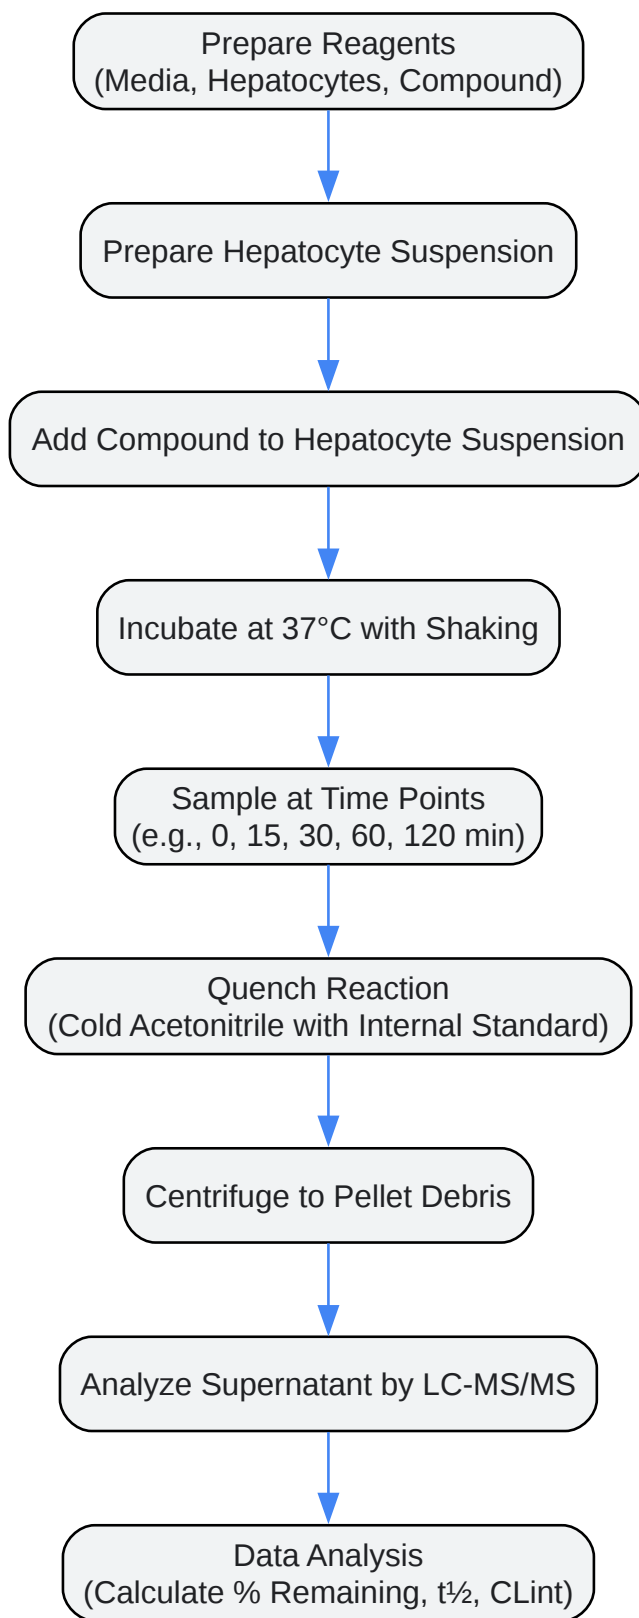 Prepare Reagents
(Media, Hepatocytes, Compound)
Prepare Hepatocyte Suspension
Add Compound to Hepatocyte Suspension
Incubate at 37°C with Shaking
Sample at Time Points
(e.g., 0, 15, 30, 60, 120 min)
Quench Reaction
(Cold Acetonitrile with Internal Standard)
Centrifuge to Pellet Debris
Analyze Supernatant by LC-MS/MS
Data Analysis
(Calculate % Remaining, t½, CLint)